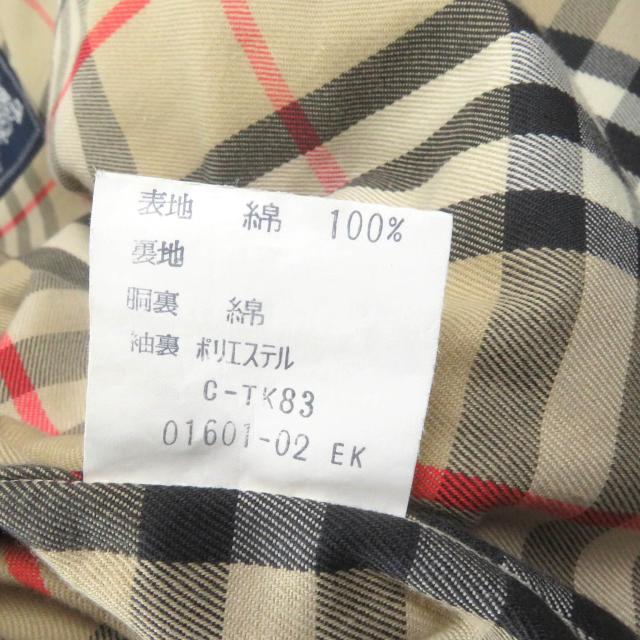 表地 綿 100%
裏地
胴裏 綿
袖裏 ポリエステル
C-TK83
01601-02 EK